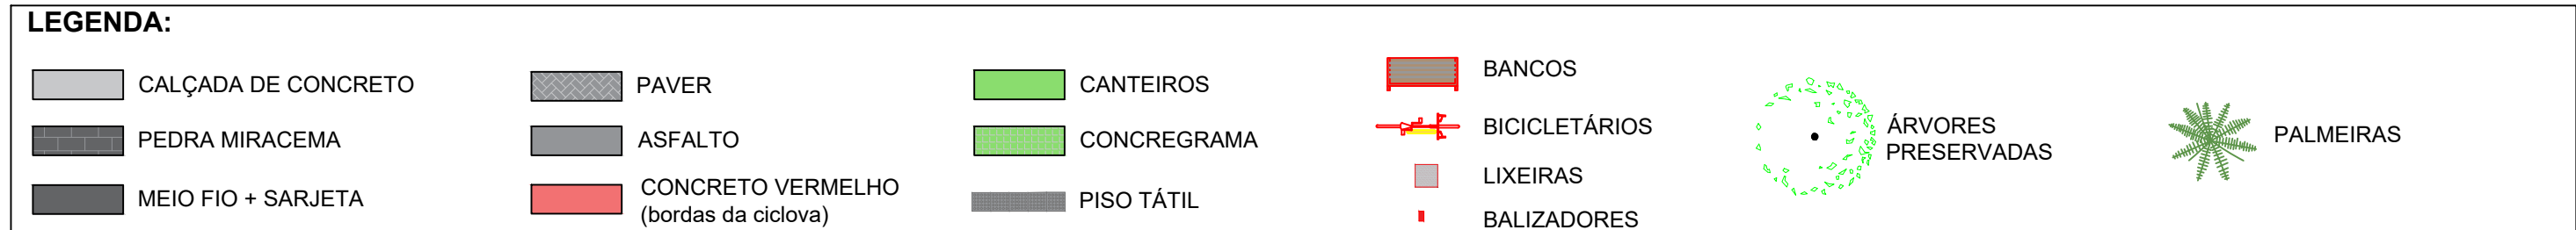 LEGENDA:
CALÇADA DE CONCRETO
PEDRA MIRACEMA
MEIO FIO + SARJETA
PAVER
ASFALTO
CONCRETO VERMELHO
(bordas da ciclova)
CANTEIROS
CONCREGRAMA
PISO TÁTIL
BANCOS
BICICLETÁRIOS
LIXEIRAS
BALIZADORES
ÁRVORES
PRESERVADAS
PALMEIRAS